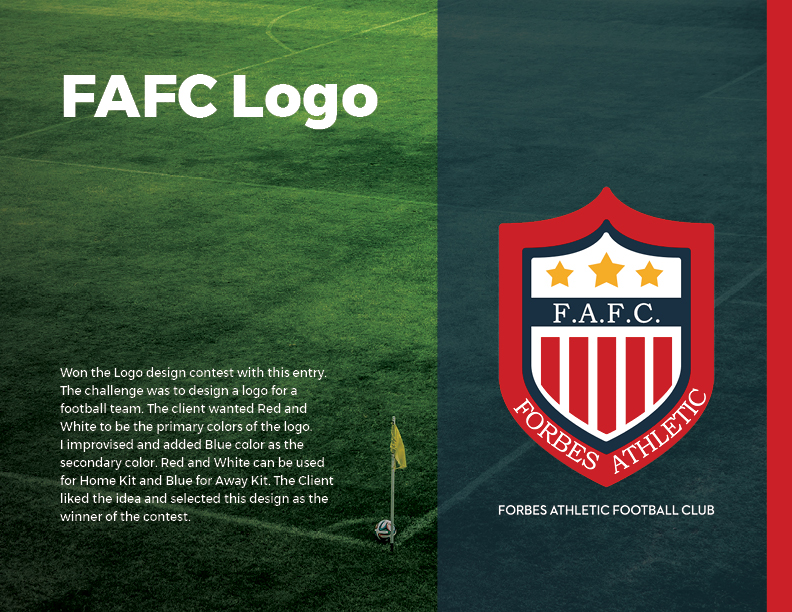 FAFC Logo
Won the Logo design contest with this entry.
The challenge was to design a logo for a
football team. The client wanted Red and
White to be the primary colors of the logo.
I improvised and added Blue color as the
secondary color. Red and White can be used
for Home Kit and Blue for Away Kit. The Client
liked the idea and selected this design as the
winner of the contest.
F.A.F.C.
FORBES ATHLETIC
FORBES ATHLETIC FOOTBALL CLUB